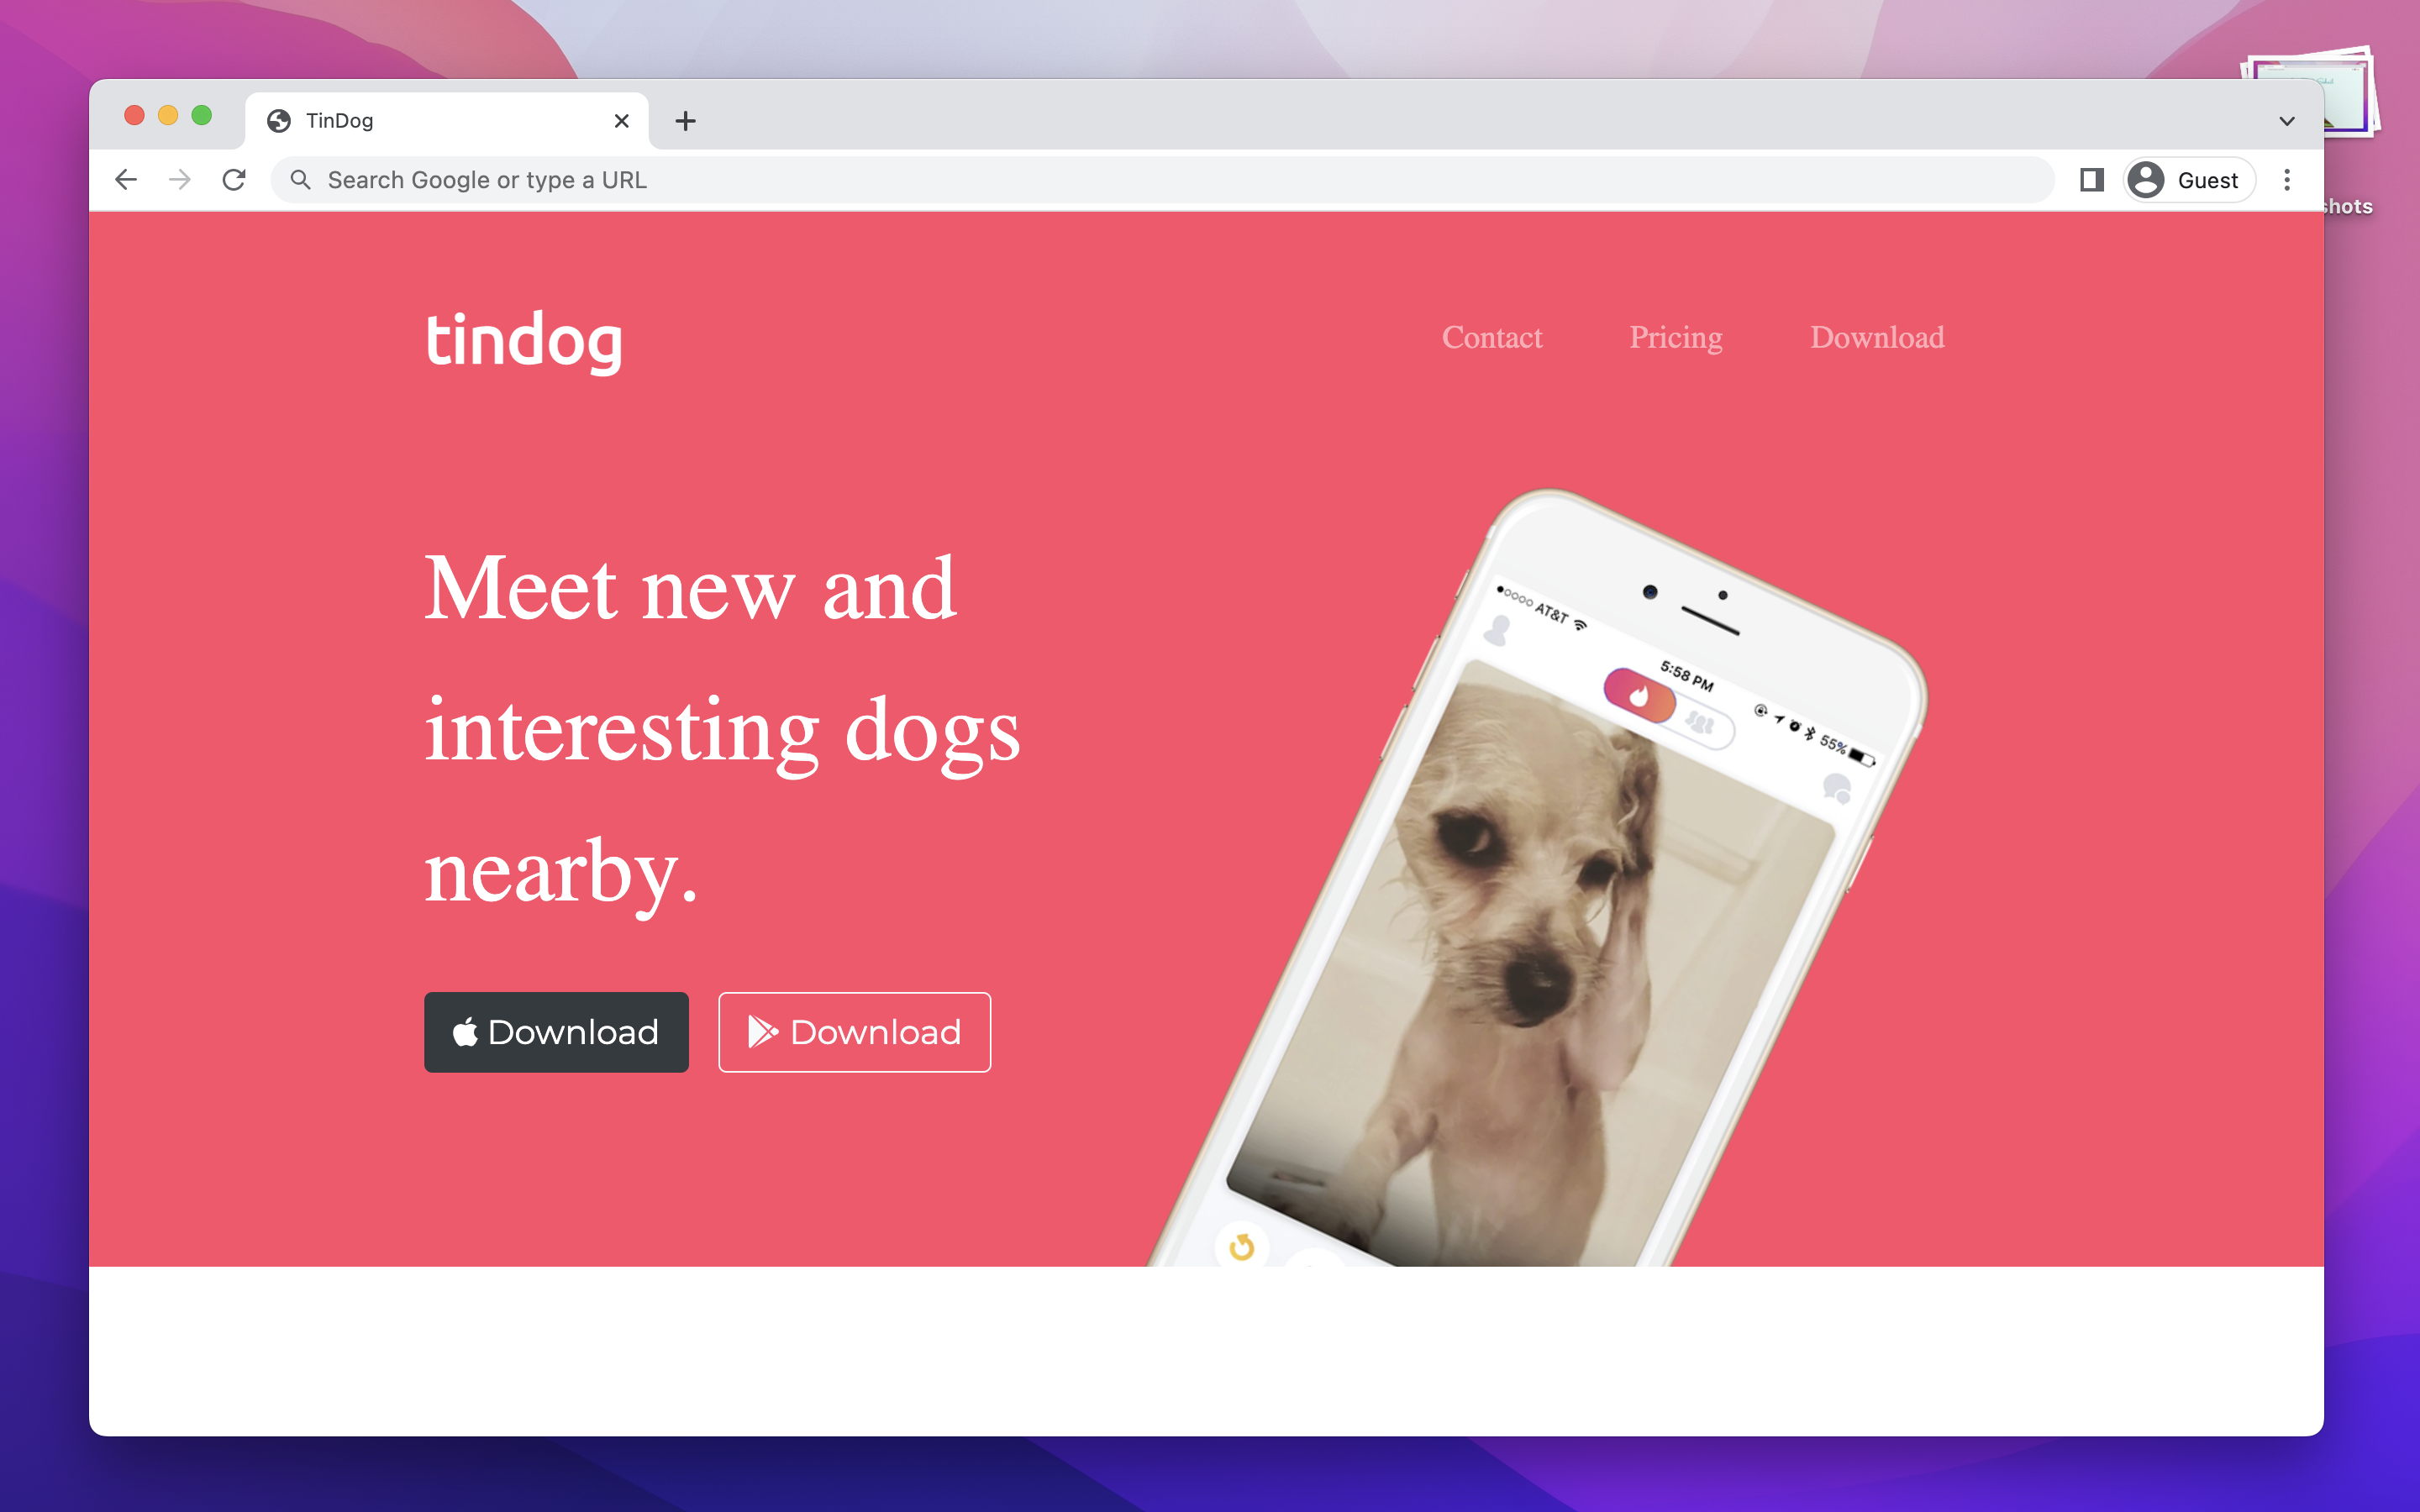 TinDog
Search Google or type a URL
Guest
shots
tindog
Contact
Pricing
Download
Meet new and
interesting dogs
nearby.
Download
Download
AT&T
5:58 PM
55%